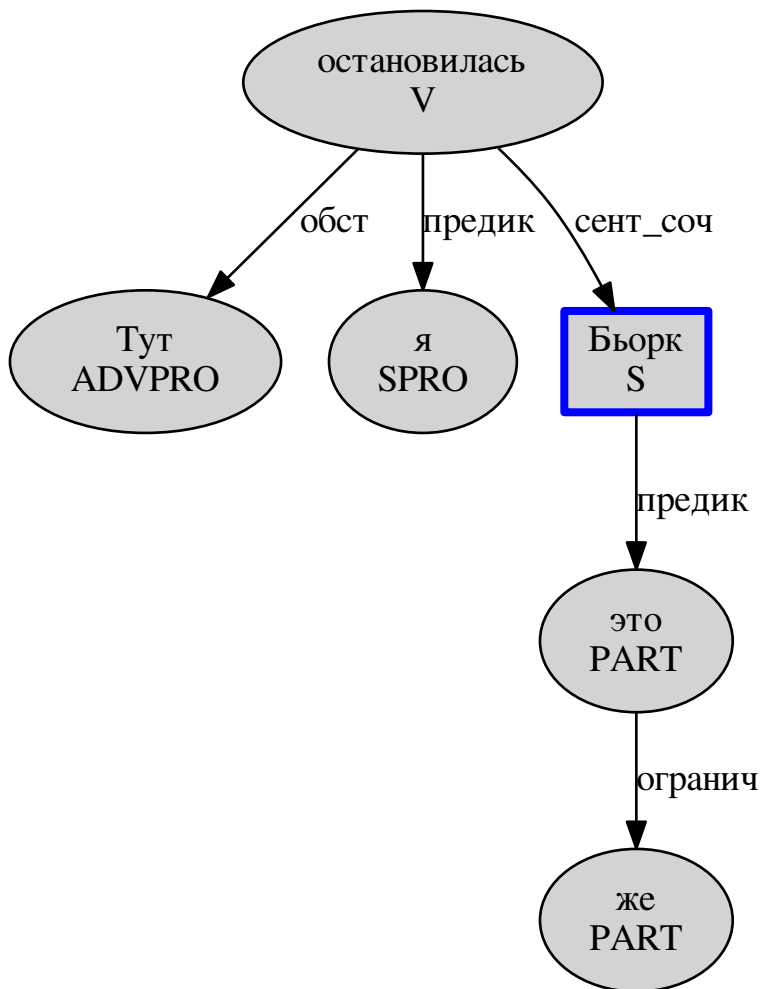 остановилась
V
обст
предик
сент_соч
Тут
ADVPRO
я
SPRO
Бьорк
S
предик
это
PART
огранич
же
PART